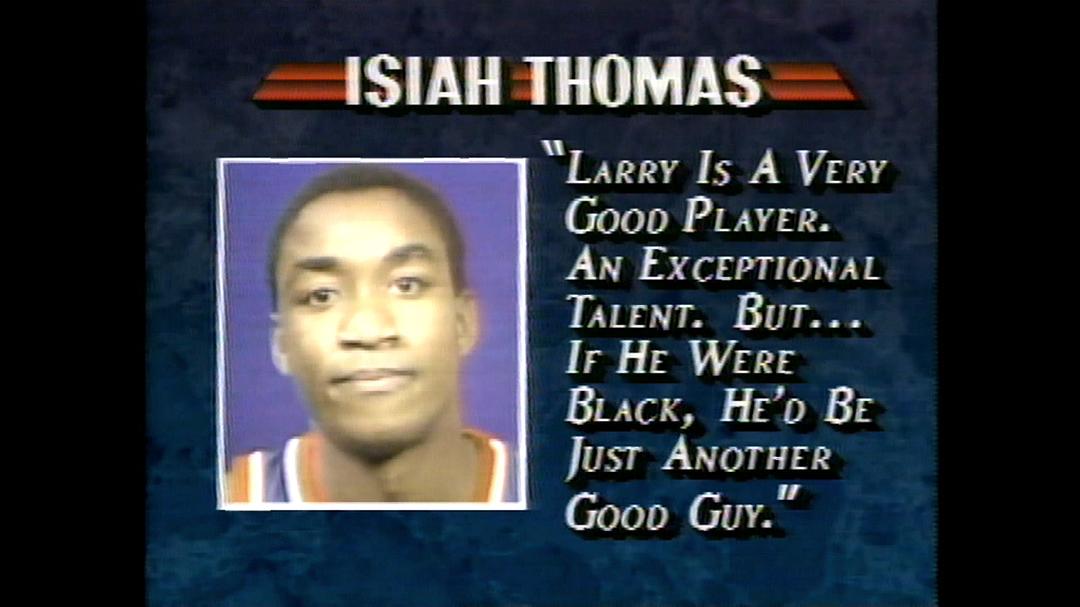 ISIAH THOMAS
"LARRY IS A VERY
GOOD PLAYER.
AN EXCEPTIONAL
TALENT. BUT...
IF HE WERE
BLACK, HE'D BE
JUST ANOTHER
GOOD GUY."